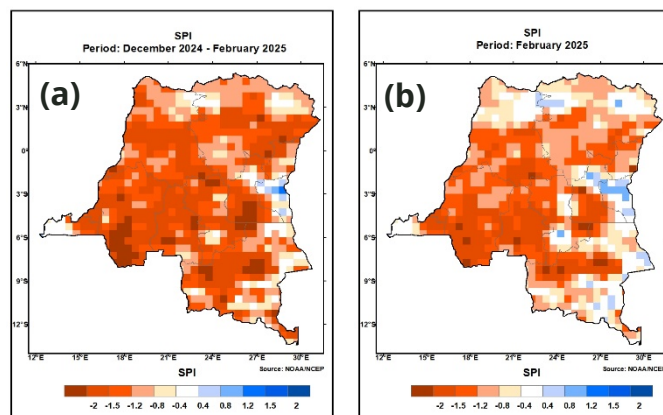 SPI
Period: December 2024 - February 2025
(a)
6°N
3°N
0°
3°S
6°S
9°S
12°S
12°E 15°E 18°E 21°E 24°E 27°E 30°E
Source: NOAA/NCEP
SPI
-2 -1.5 -1.2 -0.8 -0.4 0.4 0.8 1.2 1.5 2
SPI
Period: February 2025
(b)
6°N
3°N
0°
3°S
6°S
9°S
12°S
12°E 15°E 18°E 21°E 24°E 27°E 30°E
Source: NOAA/NCEP
SPI
-2 -1.5 -1.2 -0.8 -0.4 0.4 0.8 1.2 1.5 2